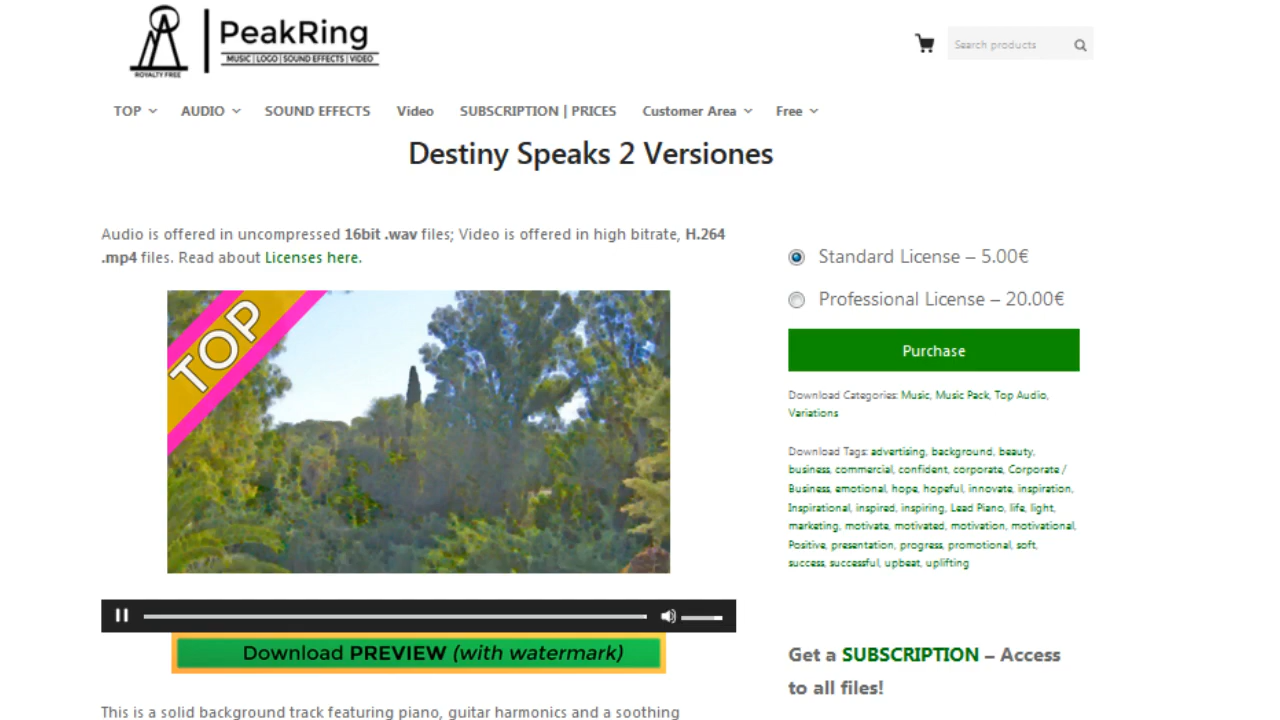 PeakRing
MUSIC | LOGO | SOUND EFFECTS | VIDEO
ROYALTY FREE
Search products
TOP AUDIO SOUND EFFECTS Video SUBSCRIPTION | PRICES Customer Area Free
Destiny Speaks 2 Versiones
Audio is offered in uncompressed 16bit .wav files; Video is offered in high bitrate, H.264
.mp4 files. Read about Licenses here.
TOP
Download PREVIEW (with watermark)
This is a solid background track featuring piano, guitar harmonics and a soothing
Standard License – 5.00€
Professional License – 20.00€
Purchase
Download Categories: Music, Music Pack, Top Audio,
Variations
Download Tags: advertising, background, beauty,
business, commercial, confident, corporate, Corporate /
Business, emotional, hope, hopeful, innovate, inspiration,
Inspirational, inspired, inspiring, Lead Piano, life, light,
marketing, motivate, motivated, motivation, motivational,
Positive, presentation, progress, promotional, soft,
success, successful, upbeat, uplifting
Get a SUBSCRIPTION – Access
to all files!